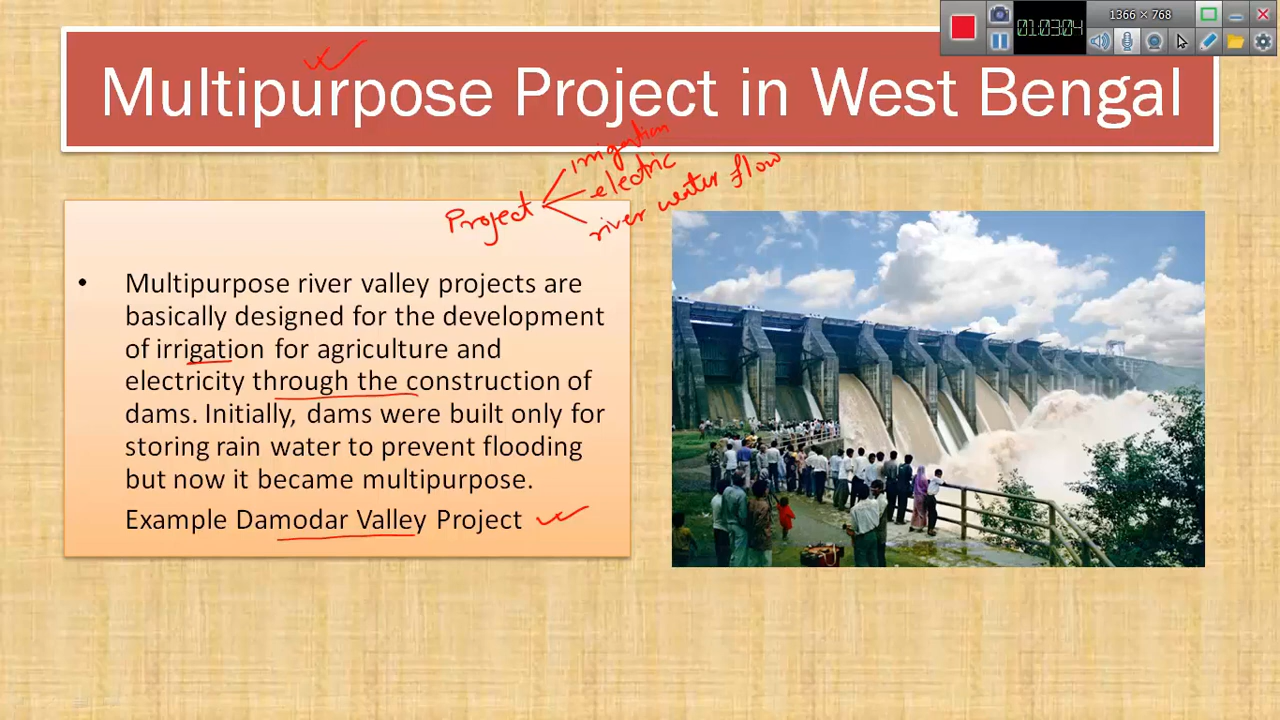 1366 × 768
01:03:04
Multipurpose Project in West Bengal
Project
irrigation
electric
river water flow
• Multipurpose river valley projects are
basically designed for the development
of irrigation for agriculture and
electricity through the construction of
dams. Initially, dams were built only for
storing rain water to prevent flooding
but now it became multipurpose.
Example Damodar Valley Project